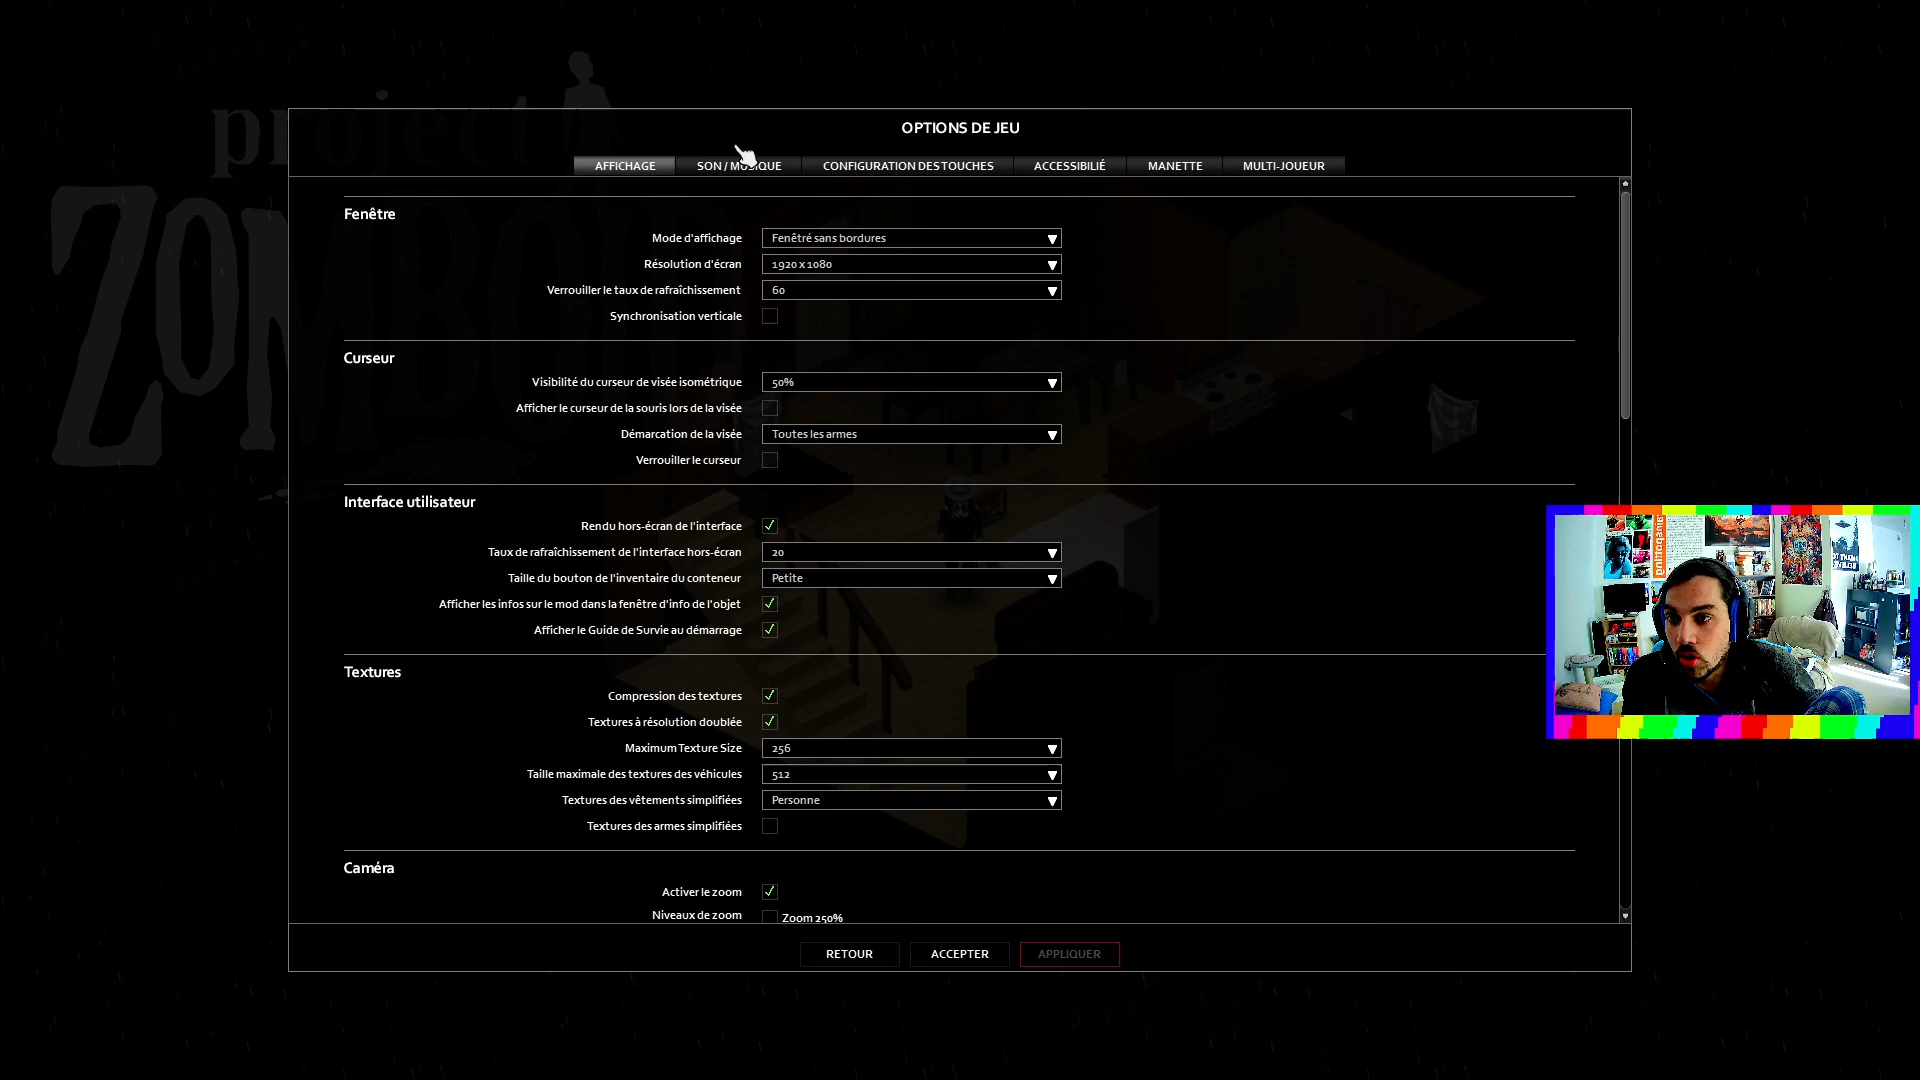 project
ZOMBOID
OPTIONS DE JEU
AFFICHAGE SON / MUSIQUE CONFIGURATION DES TOUCHES ACCESSIBILIÉ MANETTE MULTI-JOUEUR
Fenêtre
Mode d'affichage Fenêtré sans bordures
Résolution d'écran 1920 x 1080
Verrouiller le taux de rafraîchissement 60
Synchronisation verticale
Curseur
Visibilité du curseur de visée isométrique 50%
Afficher le curseur de la souris lors de la visée
Démarcation de la visée Toutes les armes
Verrouiller le curseur
Interface utilisateur
Rendu hors-écran de l'interface
Taux de rafraîchissement de l'interface hors-écran 20
Taille du bouton de l'inventaire du conteneur Petite
Afficher les infos sur le mod dans la fenêtre d'info de l'objet
Afficher le Guide de Survie au démarrage
Textures
Compression des textures
Textures à résolution doublée
Maximum Texture Size 256
Taille maximale des textures des véhicules 512
Textures des vêtements simplifiées Personne
Textures des armes simplifiées
Caméra
Activer le zoom
Niveaux de zoom Zoom 250%
RETOUR ACCEPTER APPLIQUER